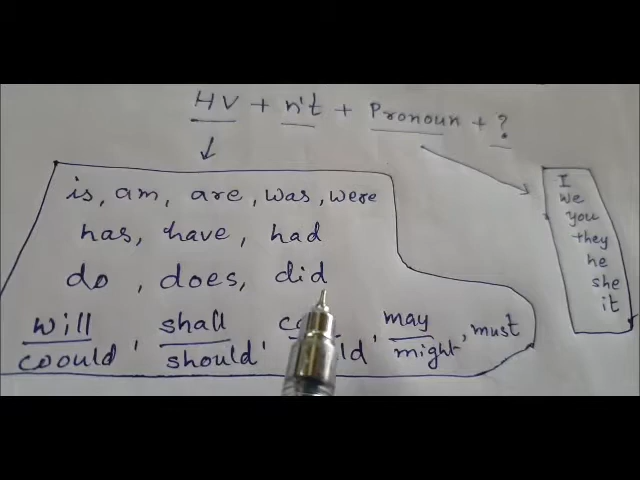 HV + n't + Pronoun + ?
is, am, are, was, were
has, have, had
do, does, did
will shall may
would, should, might, must
I
we
you
they
he
she
it